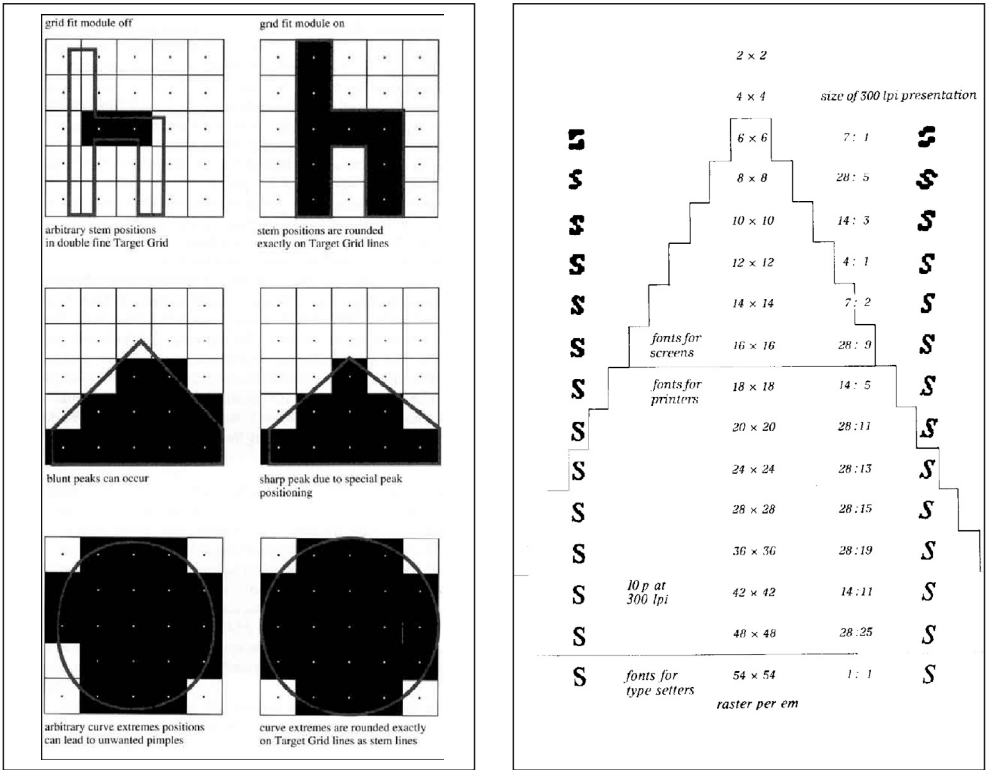 grid fit module off
grid fit module on
arbitrary stem positions
in double fine Target Grid
stem positions are rounded
exactly on Target Grid lines
blunt peaks can occur
sharp peak due to special peak
positioning
arbitrary curve extremes positions
can lead to unwanted pimples
curve extremes are rounded exactly
on Target Grid lines as stem lines
2 × 2
4 × 4 size of 300 lpi presentation
S 6 × 6 7 : 1 S
S 8 × 8 28 : 5 S
S 10 × 10 14 : 3 S
S 12 × 12 4 : 1 S
S 14 × 14 7 : 2 S
S fonts for
screens 16 × 16 28 : 9 S
S fonts for
printers 18 × 18 14 : 5 S
S 20 × 20 28 : 11 S
S 24 × 24 28 : 13 S
S 28 × 28 28 : 15 S
S 36 × 36 28 : 19 S
S 10 p at
300 lpi 42 × 42 14 : 11 S
S 48 × 48 28 : 25 S
S fonts for
type setters 54 × 54 1 : 1 S
raster per em